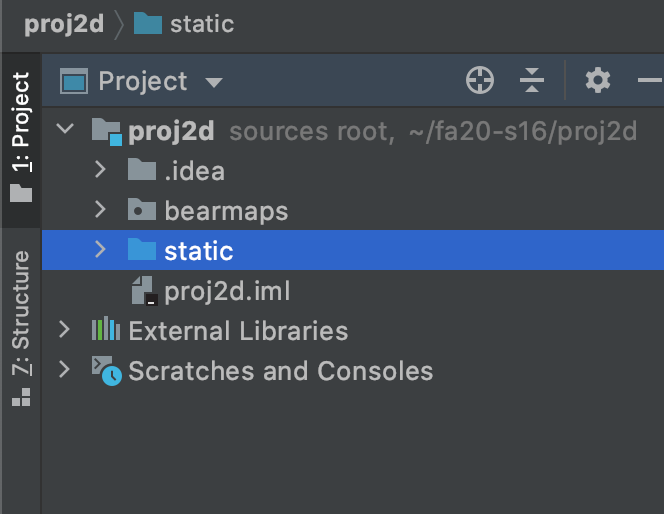 proj2d static
Project
1: Project
proj2d sources root, ~/fa20-s16/proj2d
.idea
bearmaps
static
proj2d.iml
External Libraries
Scratches and Consoles
7: Structure